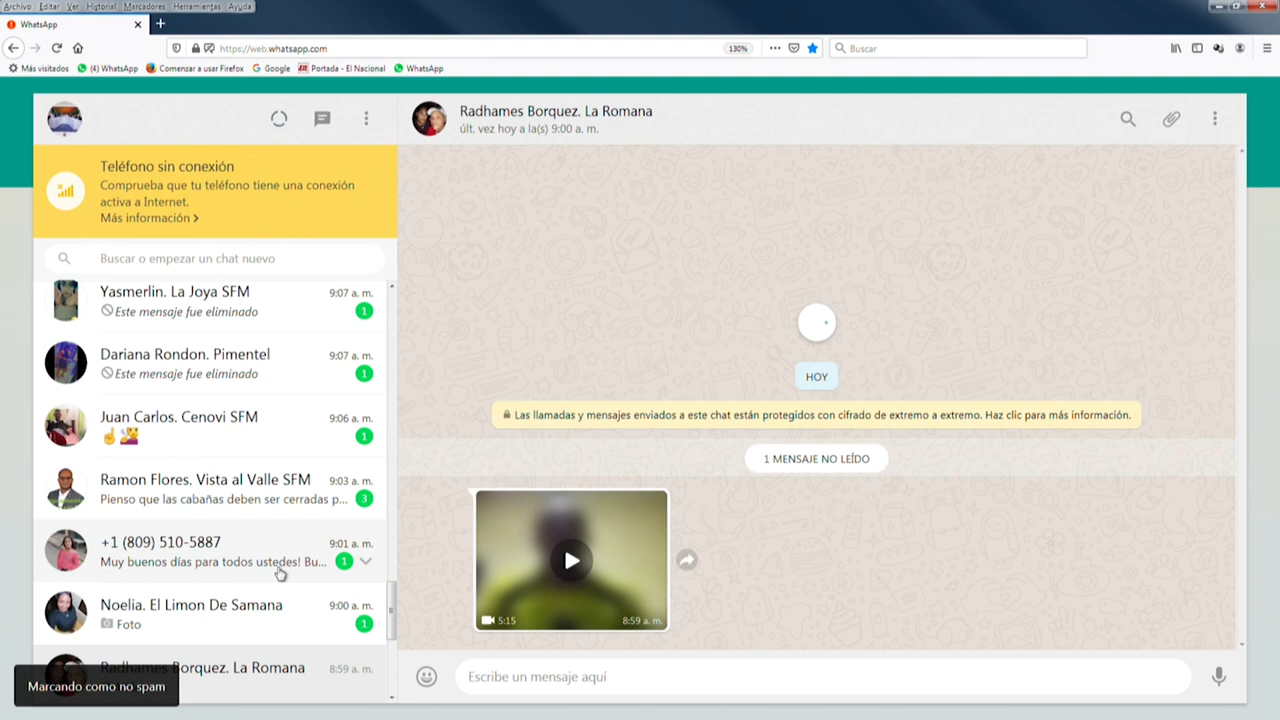 Archivo Editar Ver Historial Marcadores Herramientas Ayuda
WhatsApp
https://web.whatsapp.com
130%
Buscar
Más visitados
(4) WhatsApp
Comenzar a usar Firefox
Google
Portada - El Nacional
WhatsApp
Teléfono sin conexión
Comprueba que tu teléfono tiene una conexión
activa a Internet.
Más información
Buscar o empezar un chat nuevo
Yasmerlin. La Joya SFM
9:07 a. m.
Este mensaje fue eliminado
1
Dariana Rondon. Pimentel
9:07 a. m.
Este mensaje fue eliminado
1
Juan Carlos. Cenovi SFM
9:06 a. m.
1
Ramon Flores. Vista al Valle SFM
9:03 a. m.
Pienso que las cabañas deben ser cerradas p...
3
+1 (809) 510-5887
9:01 a. m.
Muy buenos días para todos ustedes! Bu...
1
Noelia. El Limon De Samana
9:00 a. m.
Foto
1
Radhames Borquez. La Romana
8:59 a. m.
Marcando como no spam
Radhames Borquez. La Romana
últ. vez hoy a la(s) 9:00 a. m.
HOY
Las llamadas y mensajes enviados a este chat están protegidos con cifrado de extremo a extremo. Haz clic para más información.
1 MENSAJE NO LEÍDO
5:15
8:59 a. m.
Escribe un mensaje aquí